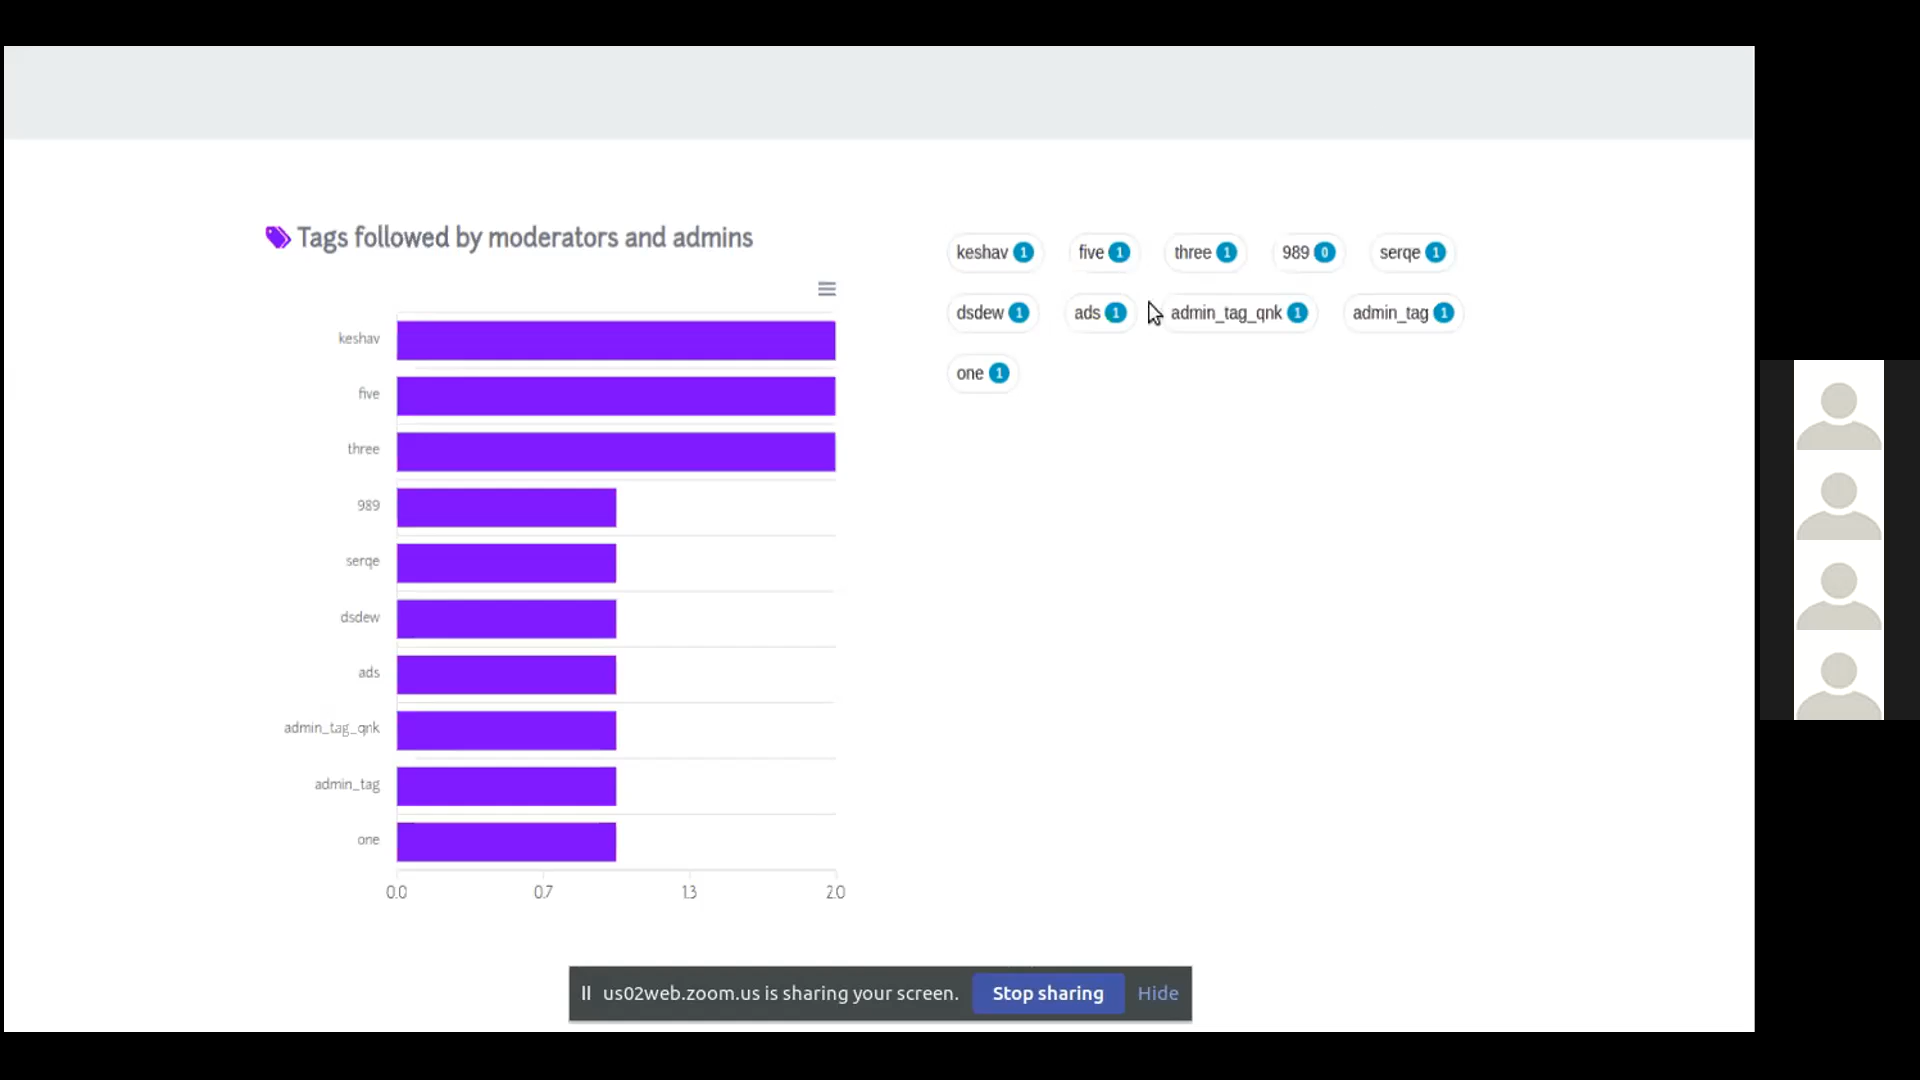 Tags followed by moderators and admins
keshav 1 five 1 three 1 989 0 serqe 1
dsdew 1 ads 1 admin_tag_qnk 1 admin_tag 1
one 1
keshav
five
three
989
serqe
dsdew
ads
admin_tag_qnk
admin_tag
one
0.0 0.7 1.3 2.0
us02web.zoom.us is sharing your screen. Stop sharing Hide